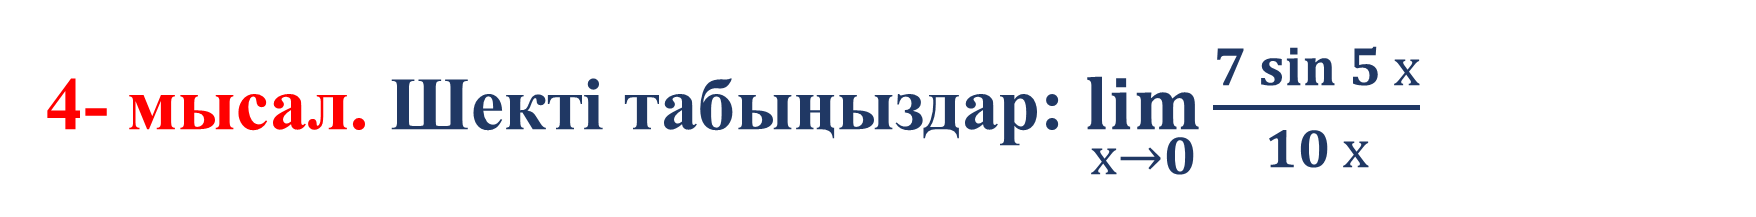 4- мысал. Шекті табыңыздар: lim x→0 7 sin 5 x / 10 x